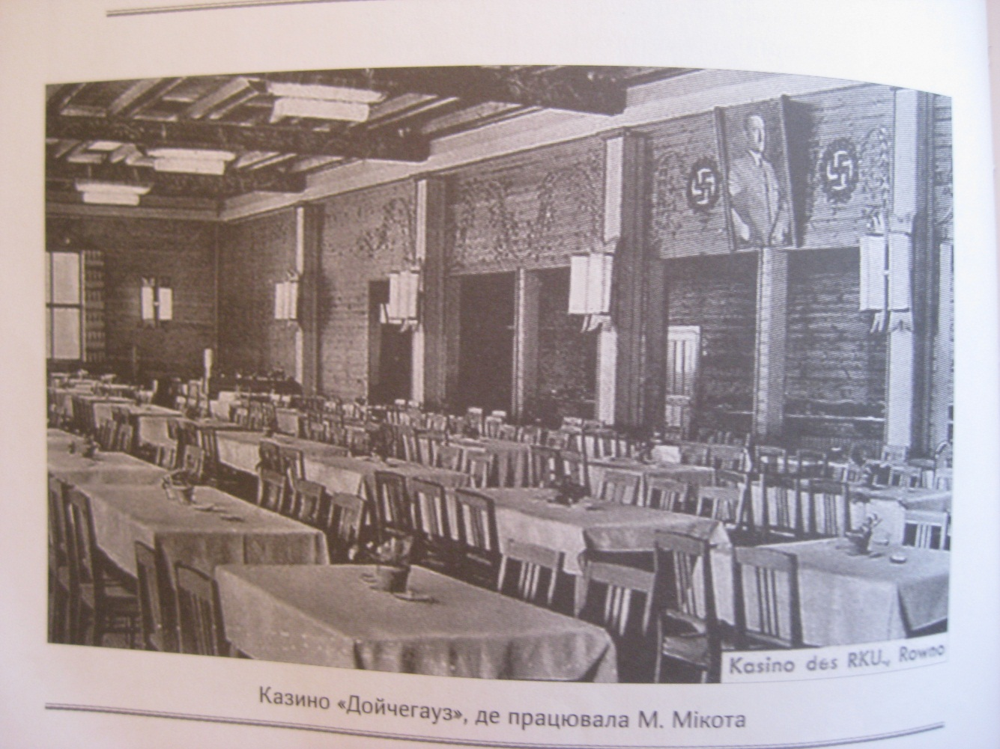 Kasino des RKU., Rowno
Казино «Дойчегауз», де працювала М. Мікота